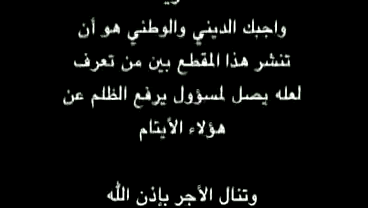 واجبك الديني والوطني هو أن
تنشر هذا المقطع بين من تعرف
لعله يصل لمسؤول يرفع الظلم عن
هؤلاء الأيتام
وتنال الأجر بإذن الله